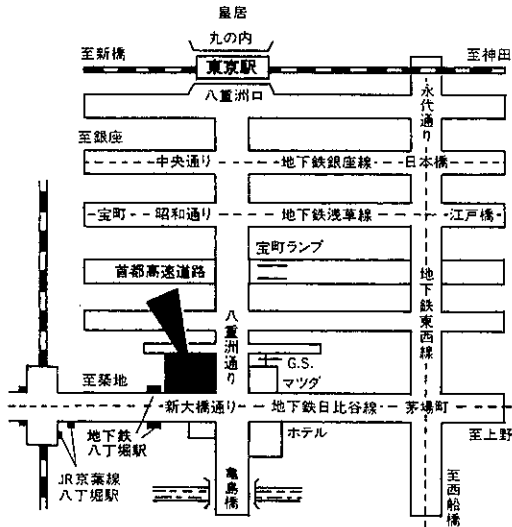 皇居
丸の内
至新橋
東京駅
至神田
八重洲口
永代通り
至銀座
中央通り
地下鉄銀座線
日本橋
宝町
昭和通り
地下鉄浅草線
江戸橋
宝町ランプ
首都高速道路
地下鉄東西線
八重洲通り
G.S.
マツダ
至築地
新大橋通り
地下鉄日比谷線
茅場町
地下鉄
八丁堀駅
ホテル
至上野
JR京葉線
八丁堀駅
亀島橋
至西船橋